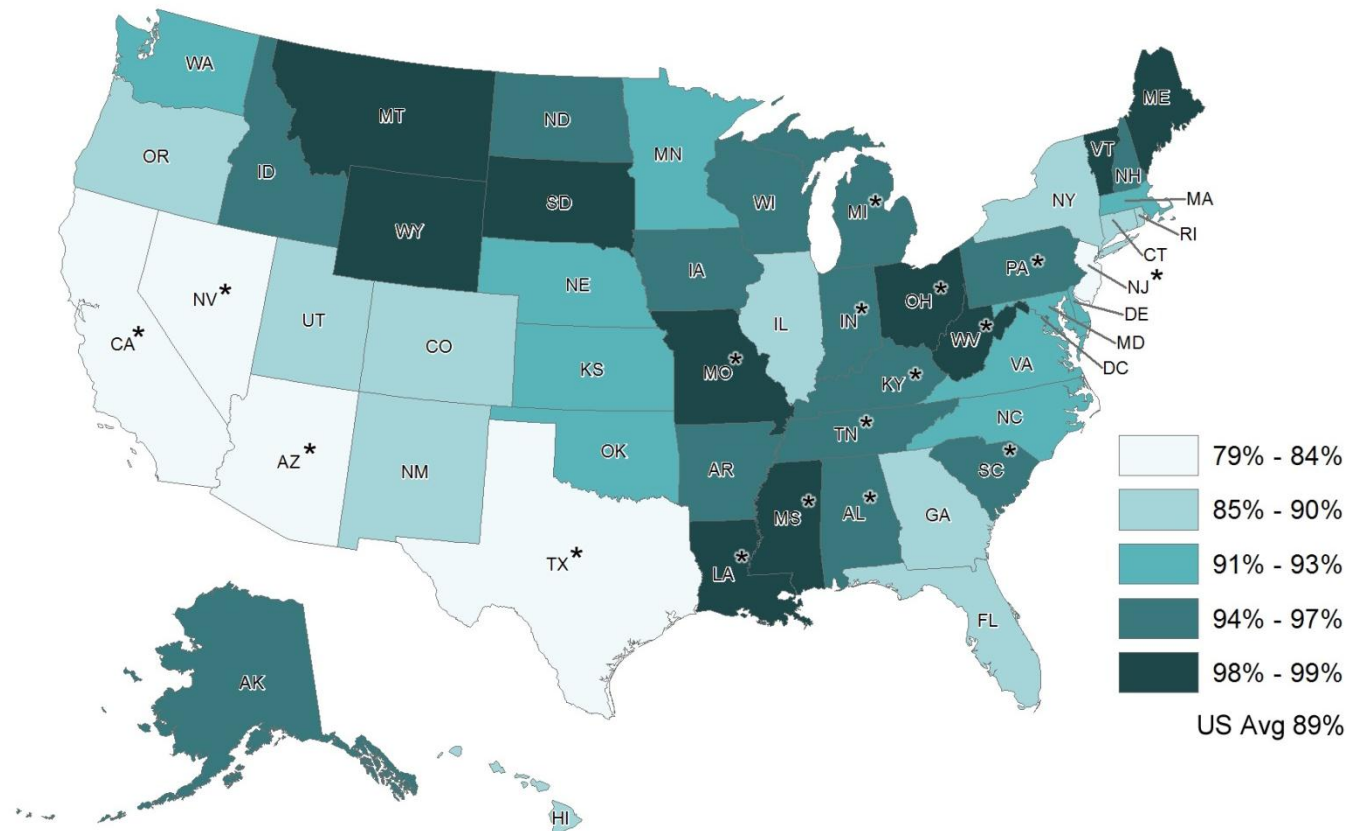 WA
MT
ND
MN
ME
VT
NH
OR
ID
SD
WI
MI*
NY
MA
RI
CT
WY
IA
PA*
NJ*
NE
NV*
UT
CO
IL
IN*
OH*
DE
MD
DC
WV*
VA
CA*
KS
MO*
KY*
NC
TN*
AZ*
NM
OK
AR
SC*
79% - 84%
MS*
AL*
GA
85% - 90%
TX*
LA*
91% - 93%
FL
94% - 97%
AK
98% - 99%
US Avg 89%
HI